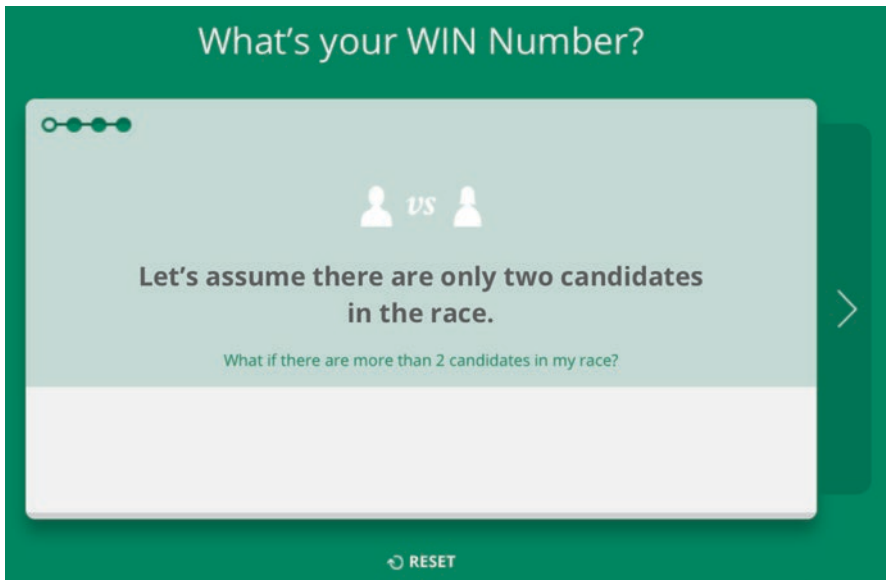 What’s your WIN Number?
vs
Let’s assume there are only two candidates
in the race.
What if there are more than 2 candidates in my race?
RESET